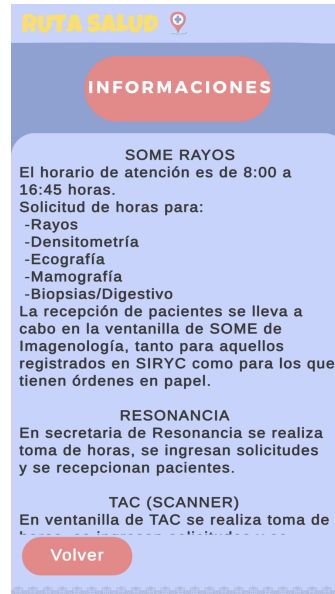 RUTA SALUD
INFORMACIONES
SOME RAYOS
El horario de atención es de 8:00 a
16:45 horas.
Solicitud de horas para:
-Rayos
-Densitometría
-Ecografía
-Mamografía
-Biopsias/Digestivo
La recepción de pacientes se lleva a
cabo en la ventanilla de SOME de
Imagenología, tanto para aquellos
registrados en SIRYC como para los que
tienen órdenes en papel.
RESONANCIA
En secretaria de Resonancia se realiza
toma de horas, se ingresan solicitudes
y se recepcionan pacientes.
TAC (SCANNER)
En ventanilla de TAC se realiza toma de
Volver